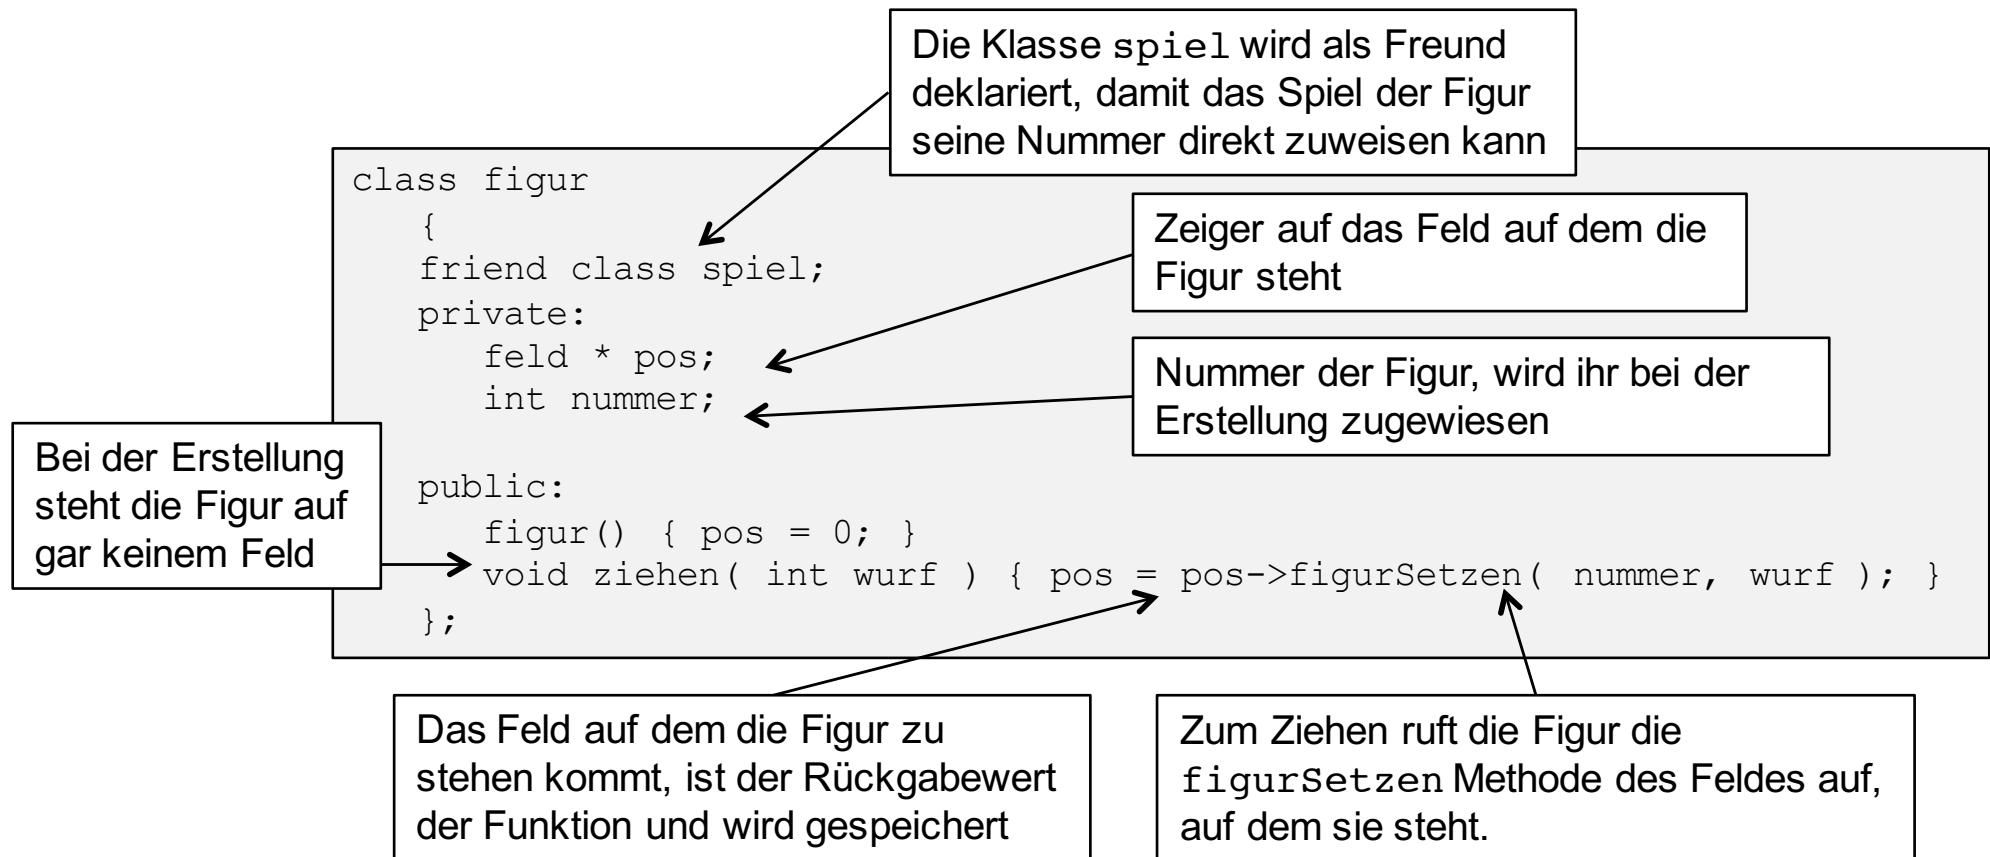 Die Klasse spiel wird als Freund
deklariert, damit das Spiel der Figur
seine Nummer direkt zuweisen kann
class figur
{
friend class spiel;
private:
feld * pos;
int nummer;
public:
figur() { pos = 0; }
void ziehen( int wurf ) { pos = pos->figurSetzen( nummer, wurf ); }
};
Zeiger auf das Feld auf dem die
Figur steht
Nummer der Figur, wird ihr bei der
Erstellung zugewiesen
Bei der Erstellung
steht die Figur auf
gar keinem Feld
Das Feld auf dem die Figur zu
stehen kommt, ist der Rückgabewert
der Funktion und wird gespeichert
Zum Ziehen ruft die Figur die
figurSetzen Methode des Feldes auf,
auf dem sie steht.